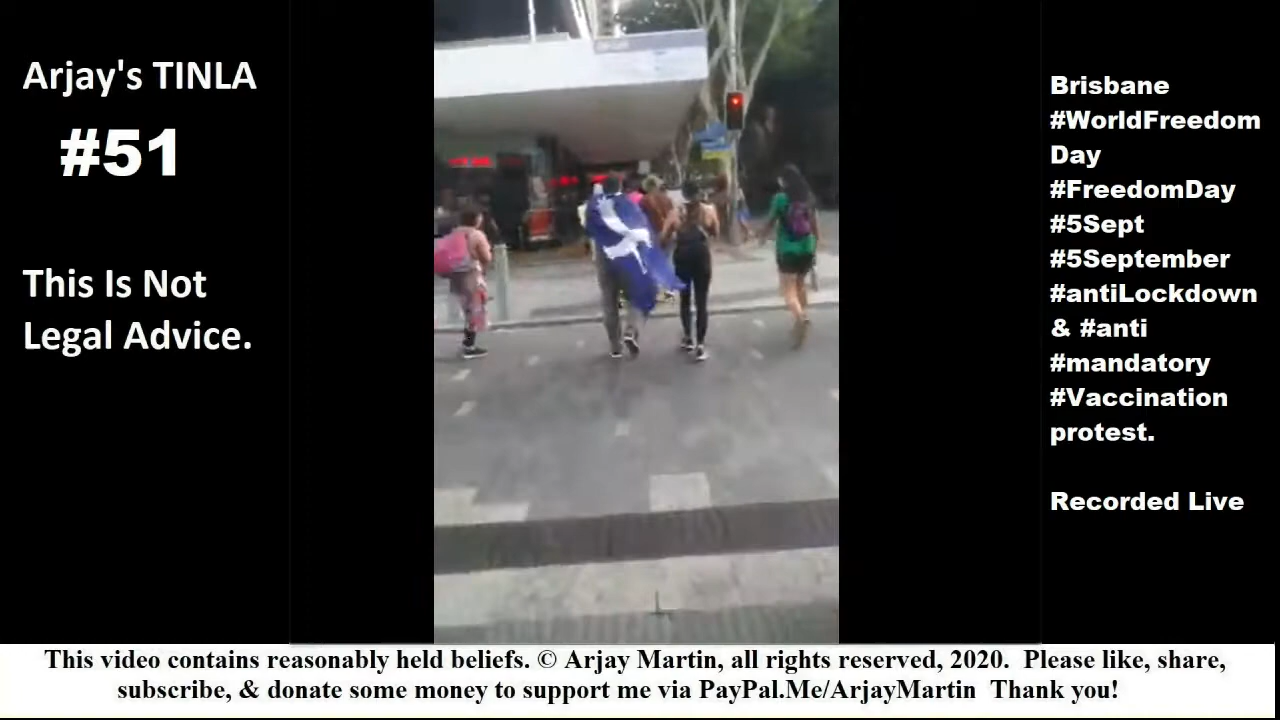 Arjay's TINLA
#51
This Is Not
Legal Advice.
Brisbane
#WorldFreedom
Day
#FreedomDay
#5Sept
#5September
#antiLockdown
& #anti
#mandatory
#Vaccination
protest.
Recorded Live
This video contains reasonably held beliefs. © Arjay Martin, all rights reserved, 2020.  Please like, share,
subscribe, & donate some money to support me via PayPal.Me/ArjayMartin  Thank you!